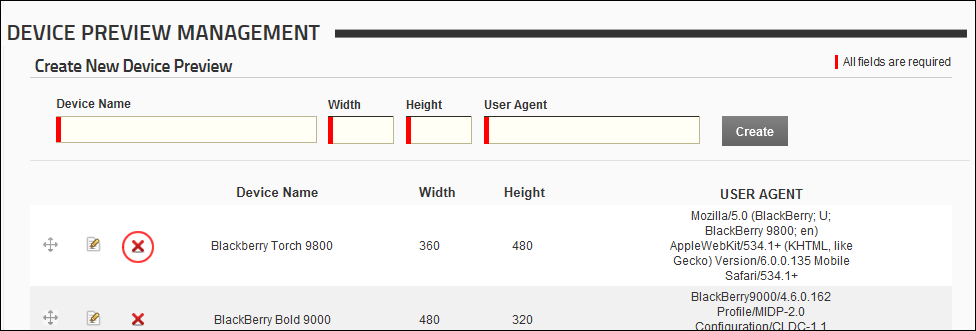 DEVICE PREVIEW MANAGEMENT
Create New Device Preview
All fields are required
Device Name Width Height User Agent
Create
Device Name Width Height USER AGENT
Blackberry Torch 9800 360 480
Mozilla/5.0 (BlackBerry; U;
BlackBerry 9800; en)
AppleWebKit/534.1+ (KHTML, like
Gecko) Version/6.0.0.135 Mobile
Safari/534.1+
BlackBerry Bold 9000 480 320
BlackBerry9000/4.6.0.162
Profile/MIDP-2.0
Configuration/CLDC-1.1